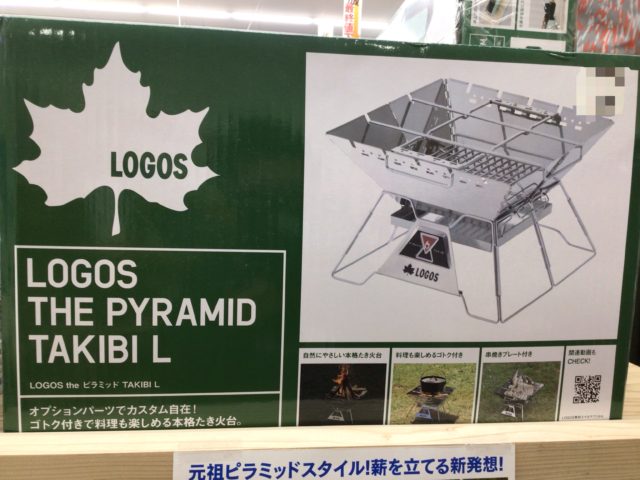 LOGOS
LOGOS
THE PYRAMID
TAKIBI L
LOGOS the ピラミッド TAKIBI L
オプションパーツでカスタム自在!
ゴトク付きで料理も楽しめる本格たき火台。
LOGOS
自然にやさしい本格たき火台
料理も楽しめるゴトク付き
串焼きプレート付き
関連動画も
CHECK!
元祖ピラミッドスタイル!薪を立てる新発想!